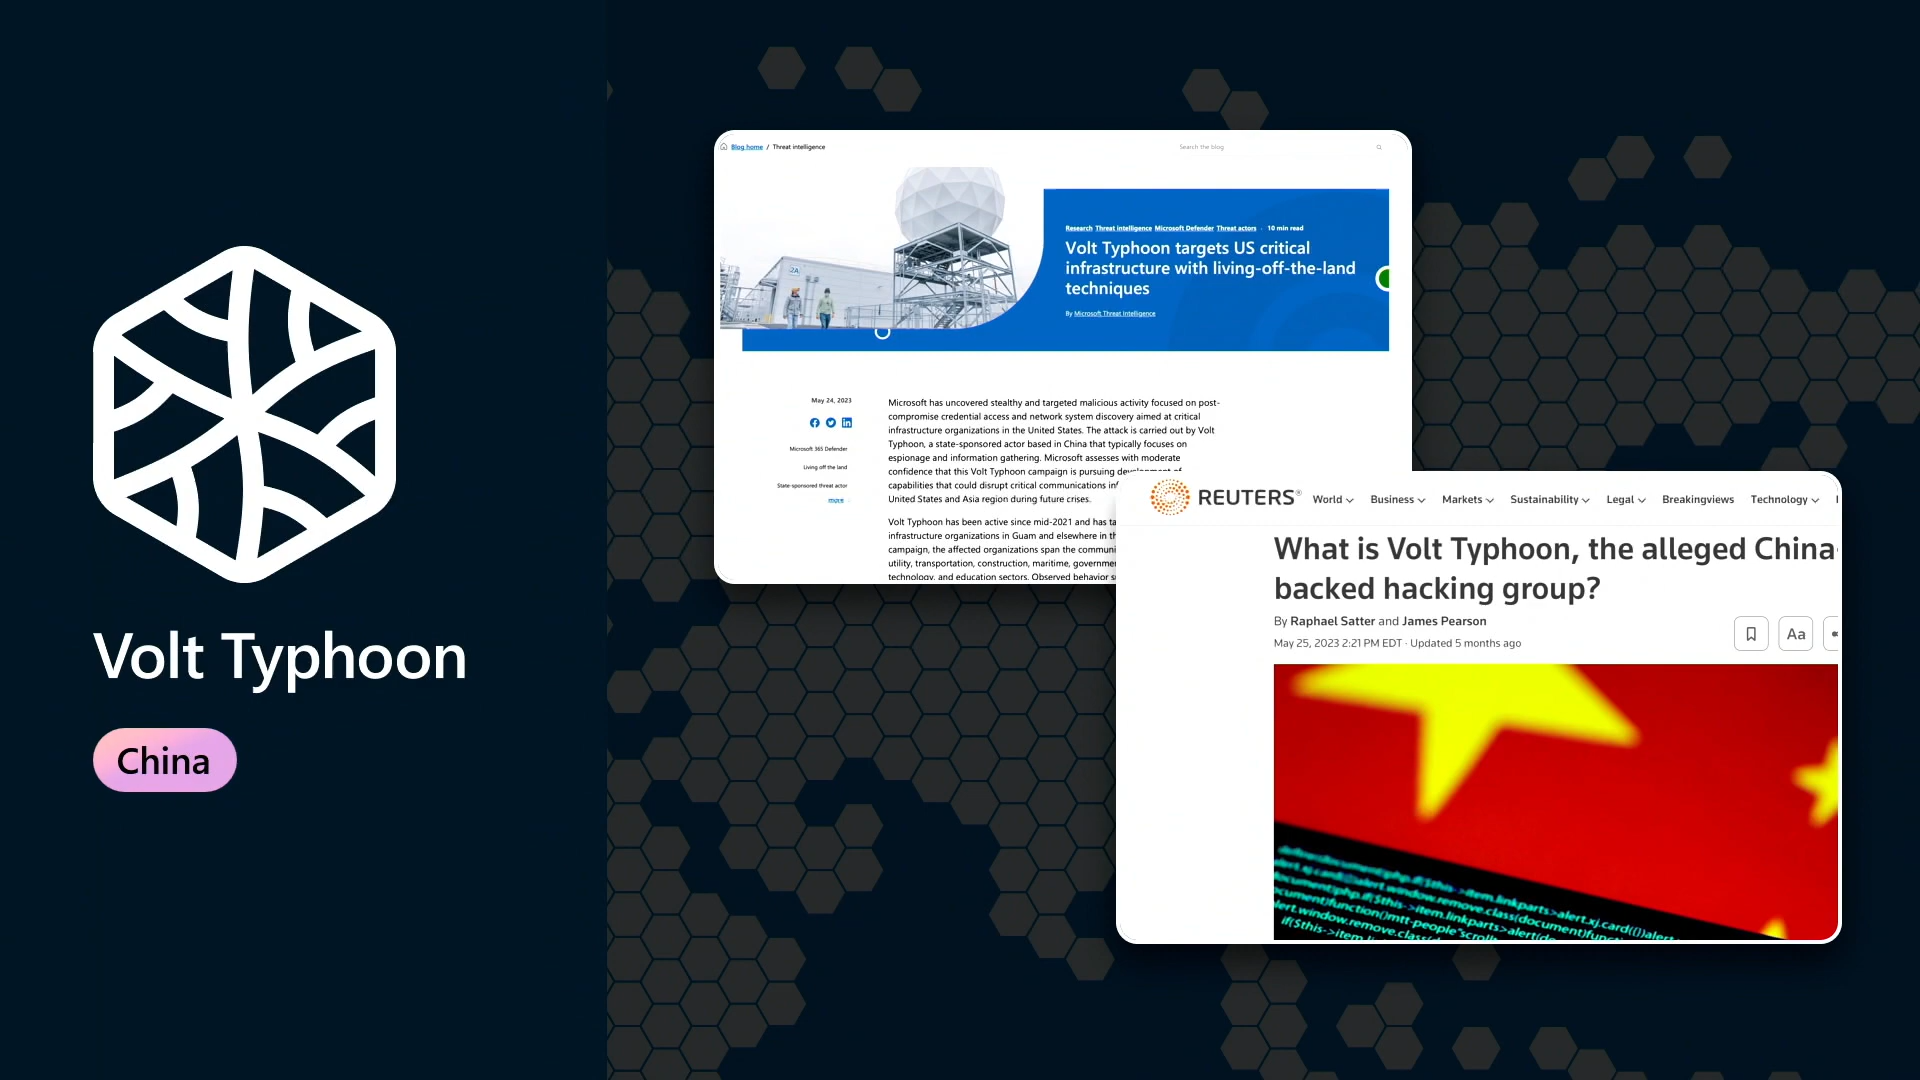 Volt Typhoon
China
Blog home / Threat intelligence
Search the blog
2A
Research Threat intelligence Microsoft Defender Threat actors · 10 min read
Volt Typhoon targets US critical
infrastructure with living-off-the-land
techniques
By Microsoft Threat Intelligence
May 24, 2023
Microsoft 365 Defender
Living off the land
State-sponsored threat actor
more
Microsoft has uncovered stealthy and targeted malicious activity focused on post-
compromise credential access and network system discovery aimed at critical
infrastructure organizations in the United States. The attack is carried out by Volt
Typhoon, a state-sponsored actor based in China that typically focuses on
espionage and information gathering. Microsoft assesses with moderate
confidence that this Volt Typhoon campaign is pursuing development of
capabilities that could disrupt critical communications
United States and Asia region during future crises.
Volt Typhoon has been active since mid-2021 and has
infrastructure organizations in Guam and elsewhere in
campaign, the affected organizations span the
utility, transportation, construction, maritime,
technology, and education sectors. Observed behavior
REUTERS®
World Business Markets Sustainability Legal Breakingviews Technology
What is Volt Typhoon, the alleged China
backed hacking group?
By Raphael Satter and James Pearson
May 25, 2023 2:21 PM EDT · Updated 5 months ago
Aa